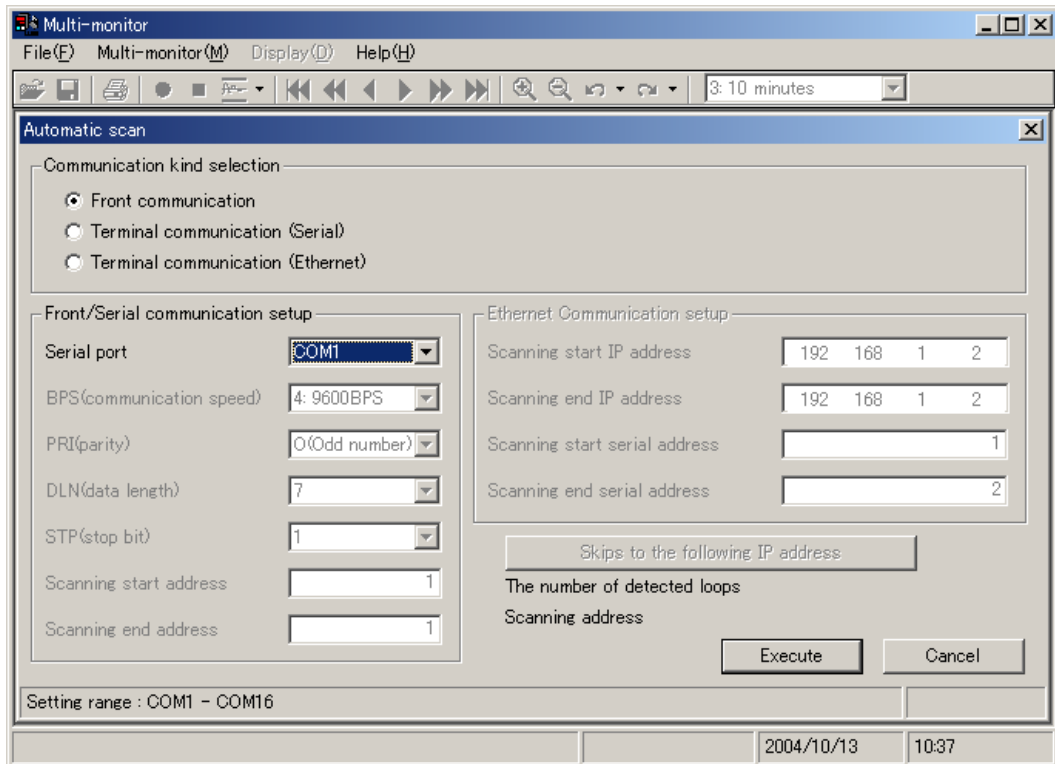 Multi-monitor
File(F) Multi-monitor(M) Display(D) Help(H)
3: 10 minutes
Automatic scan
Communication kind selection
Front communication
Terminal communication (Serial)
Terminal communication (Ethernet)
Front/Serial communication setup
Serial port COM1
BPS(communication speed) 4: 9600BPS
PRI(parity) O(Odd number)
DLN(data length) 7
STP(stop bit) 1
Scanning start address 1
Scanning end address 1
Ethernet Communication setup
Scanning start IP address 192 168 1 2
Scanning end IP address 192 168 1 2
Scanning start serial address 1
Scanning end serial address 2
Skips to the following IP address
The number of detected loops
Scanning address
Execute Cancel
Setting range : COM1 - COM16
2004/10/13 10:37